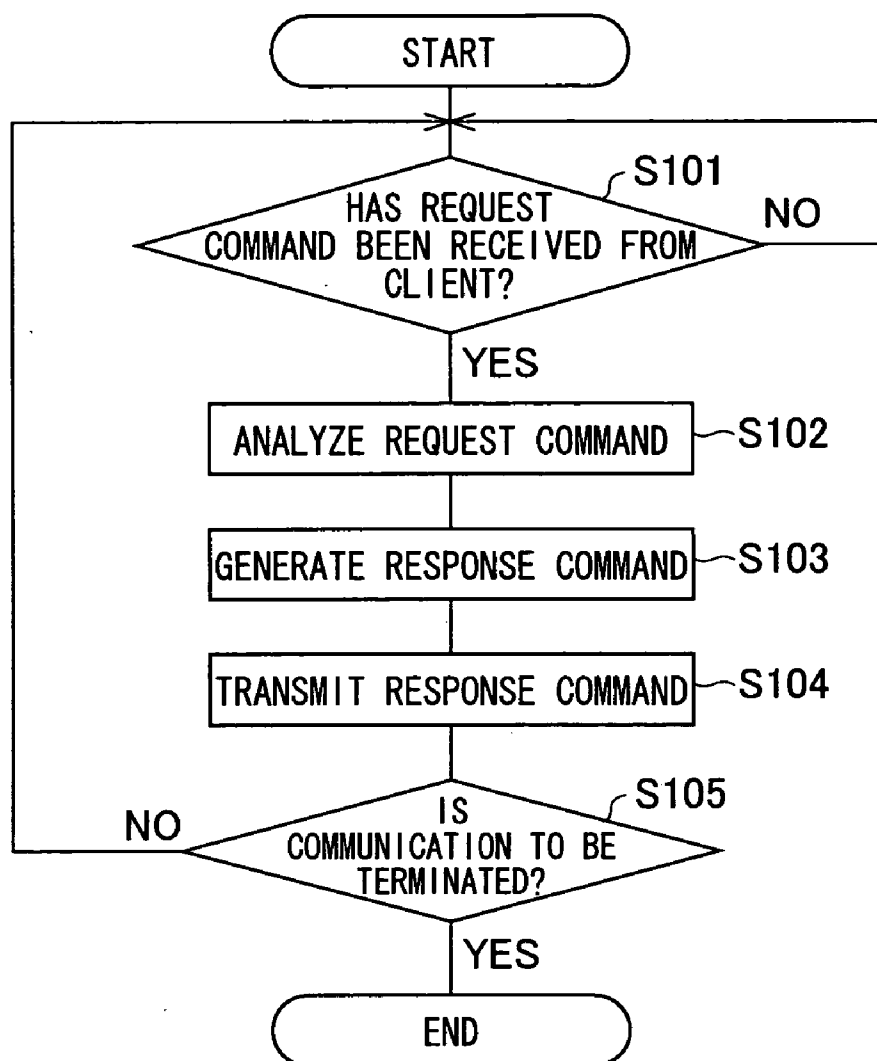 START
S101
HAS REQUEST
COMMAND BEEN RECEIVED FROM
CLIENT?
NO
YES
ANALYZE REQUEST COMMAND
S102
GENERATE RESPONSE COMMAND
S103
TRANSMIT RESPONSE COMMAND
S104
S105
NO
IS
COMMUNICATION TO BE
TERMINATED?
YES
END